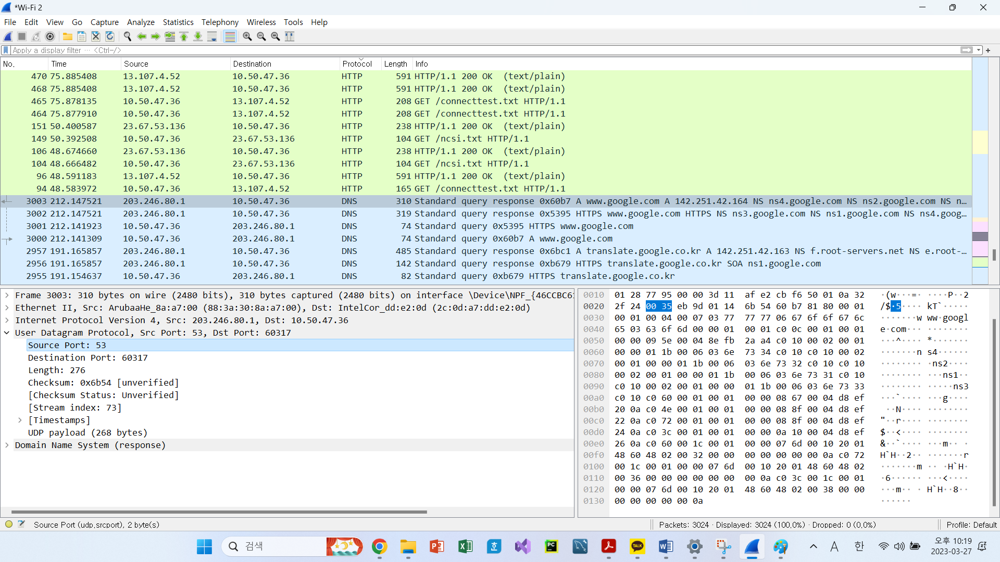 *Wi-Fi 2
File Edit View Go Capture Analyze Statistics Telephony Wireless Tools Help
Apply a display filter ... <Ctrl-/>
No. Time Source Destination Protocol Length Info
470 75.885408 13.107.4.52 10.50.47.36 HTTP 591 HTTP/1.1 200 OK (text/plain)
468 75.885408 13.107.4.52 10.50.47.36 HTTP 591 HTTP/1.1 200 OK (text/plain)
465 75.878135 10.50.47.36 13.107.4.52 HTTP 208 GET /connecttest.txt HTTP/1.1
464 75.877910 10.50.47.36 13.107.4.52 HTTP 208 GET /connecttest.txt HTTP/1.1
151 50.400587 23.67.53.136 10.50.47.36 HTTP 238 HTTP/1.1 200 OK (text/plain)
149 50.392508 10.50.47.36 23.67.53.136 HTTP 104 GET /ncsi.txt HTTP/1.1
106 48.674660 23.67.53.136 10.50.47.36 HTTP 238 HTTP/1.1 200 OK (text/plain)
104 48.666482 10.50.47.36 23.67.53.136 HTTP 104 GET /ncsi.txt HTTP/1.1
96 48.591183 13.107.4.52 10.50.47.36 HTTP 591 HTTP/1.1 200 OK (text/plain)
94 48.583972 10.50.47.36 13.107.4.52 HTTP 165 GET /connecttest.txt HTTP/1.1
3003 212.147521 203.246.80.1 10.50.47.36 DNS 310 Standard query response 0x60b7 A www.google.com A 142.251.42.164 NS ns4.google.com NS ns2.google.com NS n...
3002 212.147521 203.246.80.1 10.50.47.36 DNS 319 Standard query response 0x5395 HTTPS www.google.com HTTPS NS ns3.google.com NS ns1.google.com NS ns4.goog...
3001 212.141923 10.50.47.36 203.246.80.1 DNS 74 Standard query 0x5395 HTTPS www.google.com
3000 212.141309 10.50.47.36 203.246.80.1 DNS 74 Standard query 0x60b7 A www.google.com
2957 191.165857 203.246.80.1 10.50.47.36 DNS 485 Standard query response 0x6bc1 A translate.google.co.kr A 142.251.42.163 NS f.root-servers.net NS e.root-...
2956 191.165857 203.246.80.1 10.50.47.36 DNS 142 Standard query response 0xb679 HTTPS translate.google.co.kr SOA ns1.google.com
2955 191.154637 10.50.47.36 203.246.80.1 DNS 82 Standard query 0xb679 HTTPS translate.google.co.kr
Frame 3003: 310 bytes on wire (2480 bits), 310 bytes captured (2480 bits) on interface \Device\NPF_{46CCBC61
Ethernet II, Src: ArubaaHe_8a:a7:00 (88:3a:30:8a:a7:00), Dst: IntelCor_dd:e2:0d (2c:0d:a7:dd:e2:0d)
Internet Protocol Version 4, Src: 203.246.80.1, Dst: 10.50.47.36
User Datagram Protocol, Src Port: 53, Dst Port: 60317
Source Port: 53
Destination Port: 60317
Length: 276
Checksum: 0x6b54 [unverified]
[Checksum Status: Unverified]
[Stream index: 73]
[Timestamps]
UDP payload (268 bytes)
Domain Name System (response)
0010 01 28 77 95 00 00 3d 11 af e2 cb f6 50 01 0a 32 ·(w···=· ····P··2
0020 2f 24 00 35 eb 9d 01 14 6b 54 60 b7 81 80 00 01 /$·5···· kT`·····
0030 00 01 00 04 00 07 03 77 77 77 06 67 6f 6f 67 6c ·······w ww·googl
0040 65 03 63 6f 6d 00 00 01 00 01 c0 0c 00 01 00 01 e·com··· ········
0050 00 00 09 5e 00 04 8e fb 2a a4 c0 10 00 02 00 01 ···^···· *·······
0060 00 00 01 1b 00 06 03 6e 73 34 c0 10 c0 10 00 02 ·······n s4······
0070 00 01 00 00 01 1b 00 06 03 6e 73 32 c0 10 c0 10 ········ ·ns2····
0080 00 02 00 01 00 00 01 1b 00 06 03 6e 73 31 c0 10 ········ ···ns1··
0090 c0 10 00 02 00 01 00 00 01 1b 00 06 03 6e 73 33 ········ ·····ns3
00a0 c0 10 c0 60 00 01 00 01 00 00 08 67 00 04 d8 ef ···`···· ···g····
00b0 20 0a c0 4e 00 01 00 01 00 00 08 8f 00 04 d8 ef  ··N···· ········
00c0 22 0a c0 72 00 01 00 01 00 00 08 8f 00 04 d8 ef "··r···· ········
00d0 24 0a c0 3c 00 01 00 01 00 00 0a 10 00 04 d8 ef $··<···· ········
00e0 26 0a c0 60 00 1c 00 01 00 00 07 6d 00 10 20 01 &··`···· ···m·· ·
00f0 48 60 48 02 00 32 00 00 00 00 00 00 00 0a c0 72 H`H··2·· ·······r
0100 00 1c 00 01 00 00 07 6d 00 10 20 01 48 60 48 02 ·······m ·· ·H`H·
0110 00 36 00 00 00 00 00 00 00 0a c0 3c 00 1c 00 01 ·6······ ···<····
0120 00 00 07 6d 00 10 20 01 48 60 48 02 00 38 00 00 ···m·· · H`H··8··
0130 00 00 00 00 00 0a ······
Source Port (udp.srcport), 2 byte(s)
Packets: 3024 · Displayed: 3024 (100.0%) · Dropped: 0 (0.0%)
Profile: Default
검색
TALK
A 한
오후 10:19
2023-03-27